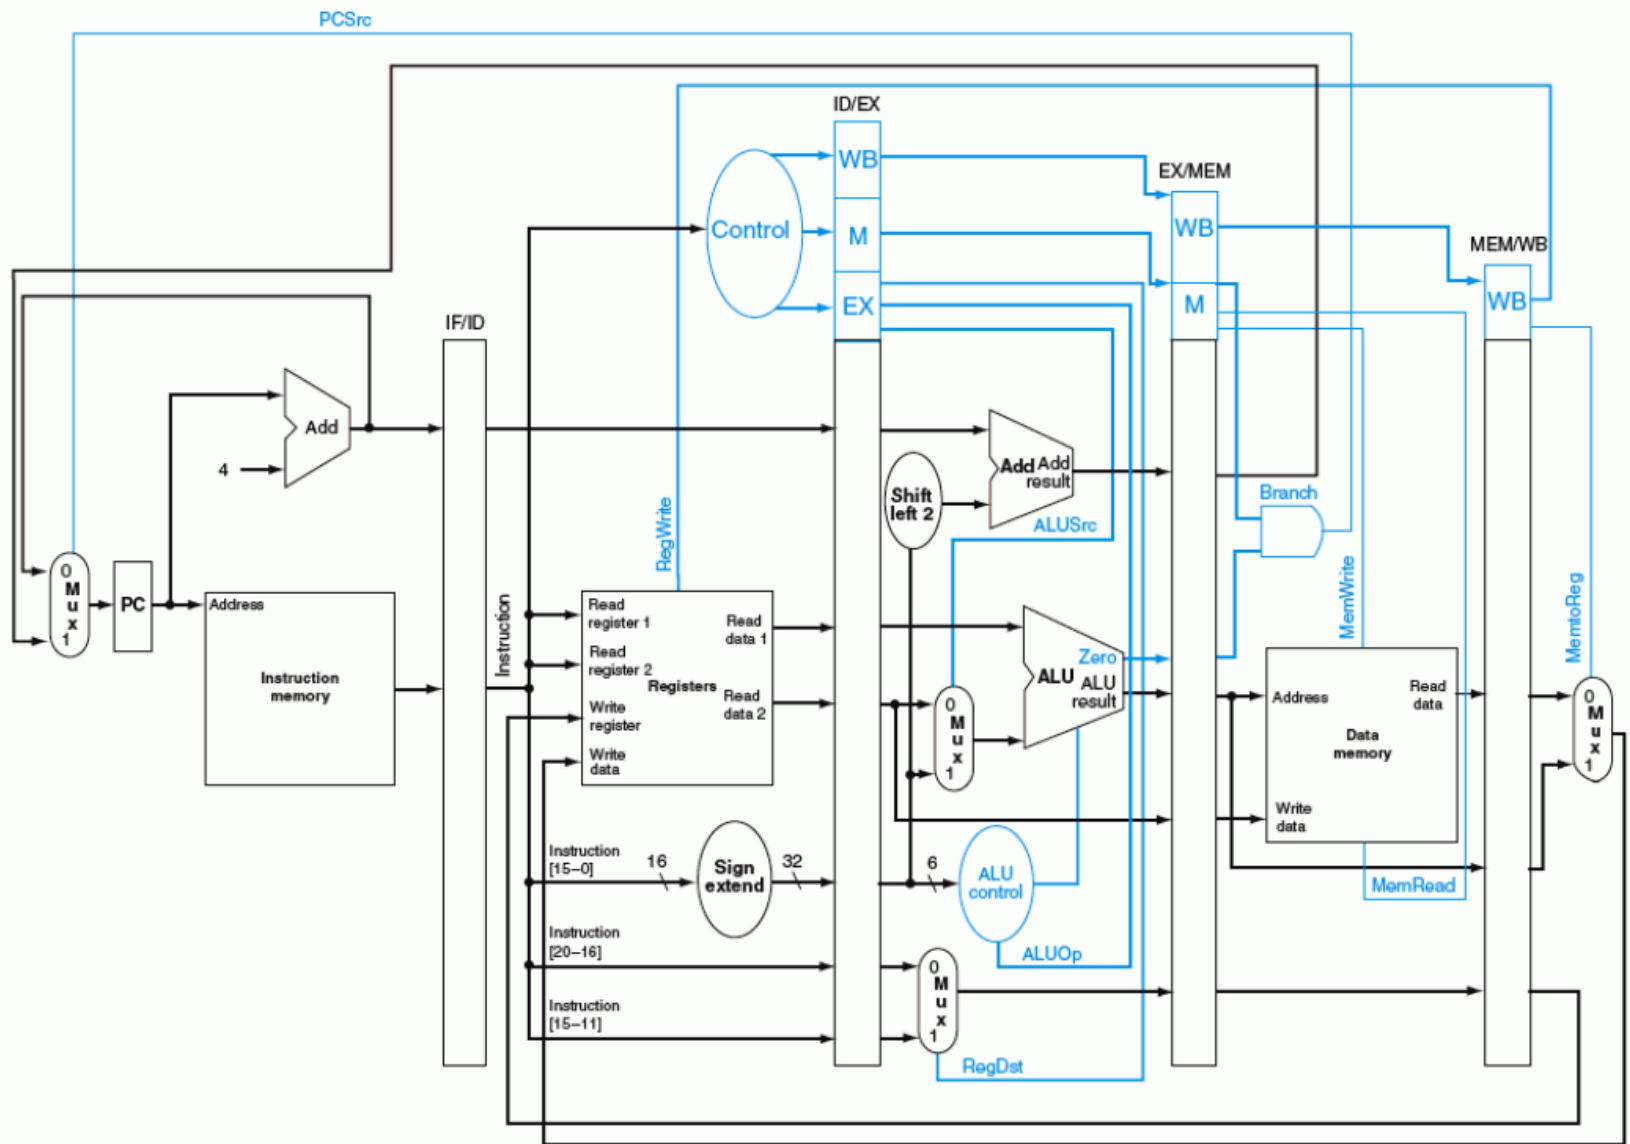 PCSrc
ID/EX
WB
EX/MEM
Control
M
WB
MEM/WB
EX
M
WB
IF/ID
Add
4
Add Add
result
Shift
left 2
Branch
ALUSrc
RegWrite
MemWrite
MemtoReg
0
M
u
x
1
PC
Address
Instruction
memory
Instruction
Read
register 1
Read
data 1
Read
register 2
Registers
Read
data 2
Write
register
Write
data
0
M
u
x
1
Zero
ALU
ALU
result
Address
Read
data
Data
memory
Write
data
0
M
u
x
1
Instruction
[15–0]
16
Sign
extend
32
6
ALU
control
MemRead
Instruction
[20–16]
ALUOp
0
M
u
x
1
Instruction
[15–11]
RegDst